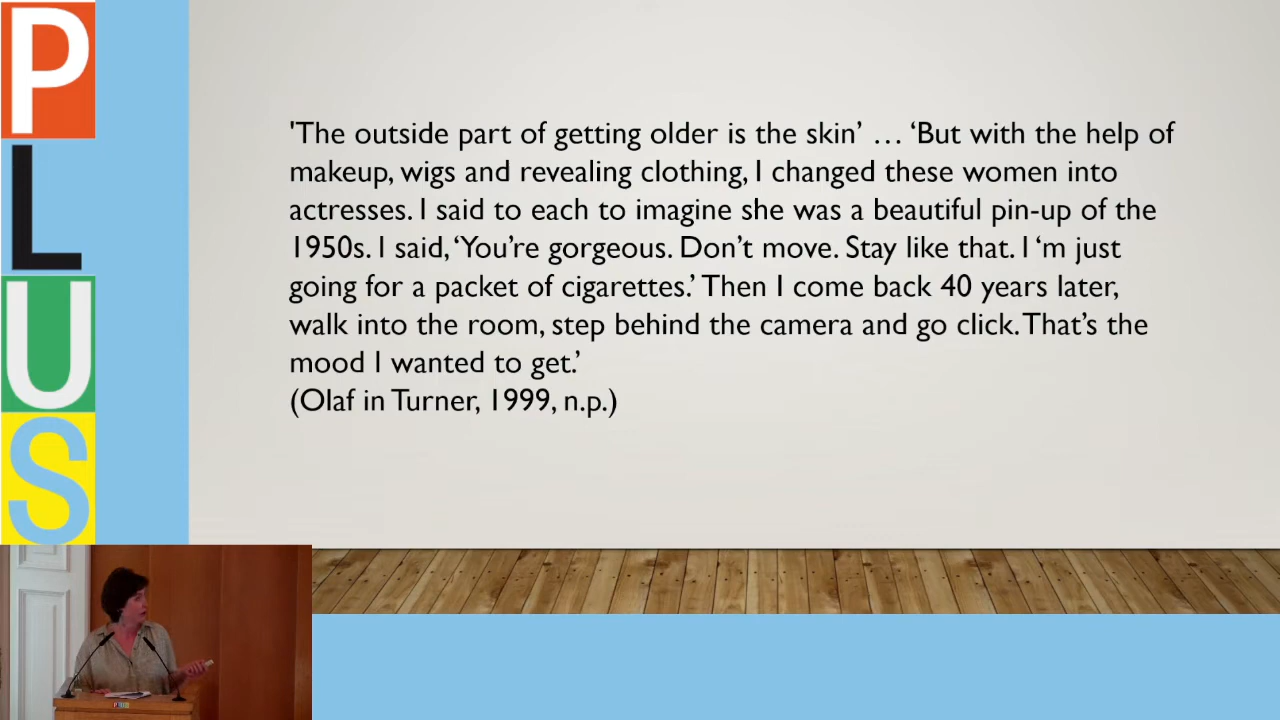 PLUS
'The outside part of getting older is the skin’ … ‘But with the help of
makeup, wigs and revealing clothing, I changed these women into
actresses. I said to each to imagine she was a beautiful pin-up of the
1950s. I said, ‘You’re gorgeous. Don’t move. Stay like that. I ‘m just
going for a packet of cigarettes.’ Then I come back 40 years later,
walk into the room, step behind the camera and go click. That’s the
mood I wanted to get.’
(Olaf in Turner, 1999, n.p.)
PLUS